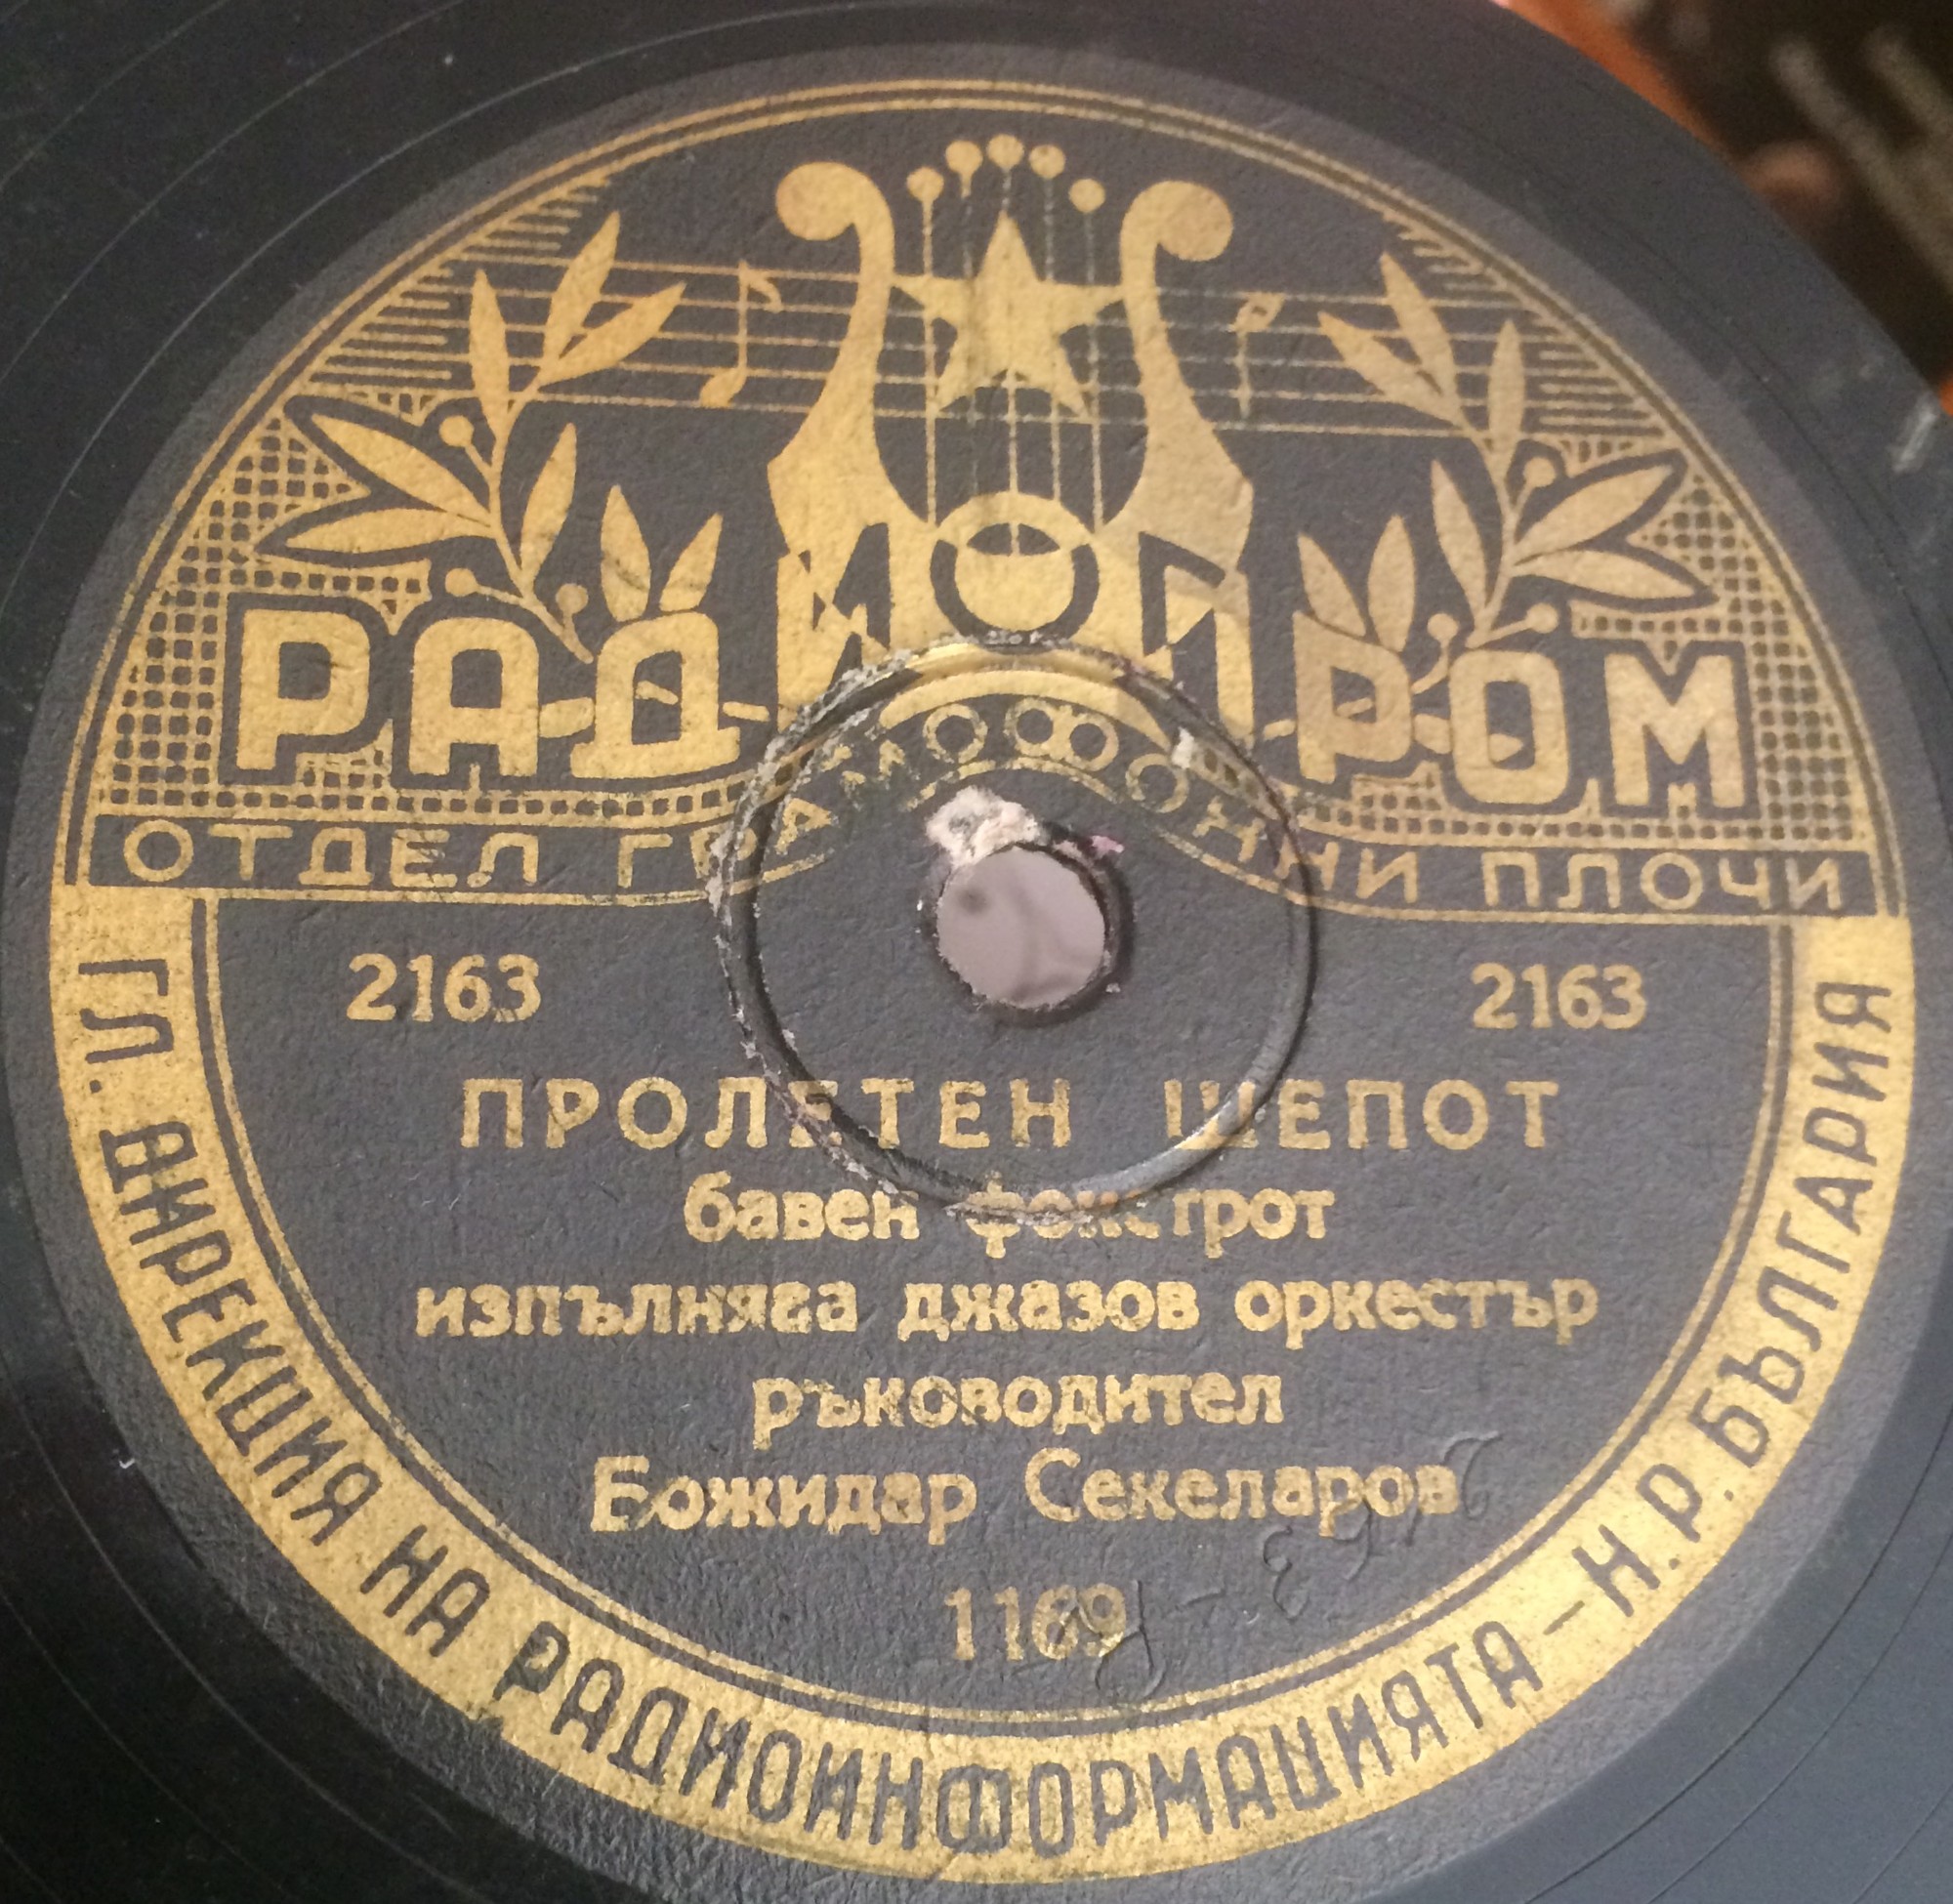 РАДИОПРОМ
ОТДЕЛ ГРАМОФОННИ ПЛОЧИ
2163 2163
ПРОЛЕТЕН ШЕПОТ
бавен фокстрот
изпълнява джазов оркестър
ръководител
Божидар Секеларов
1169
ГЛ. ДИРЕКЦИЯ НА РАДИОИНФОРМАЦИЯТА — Н.Р. БЪЛГАРИЯ